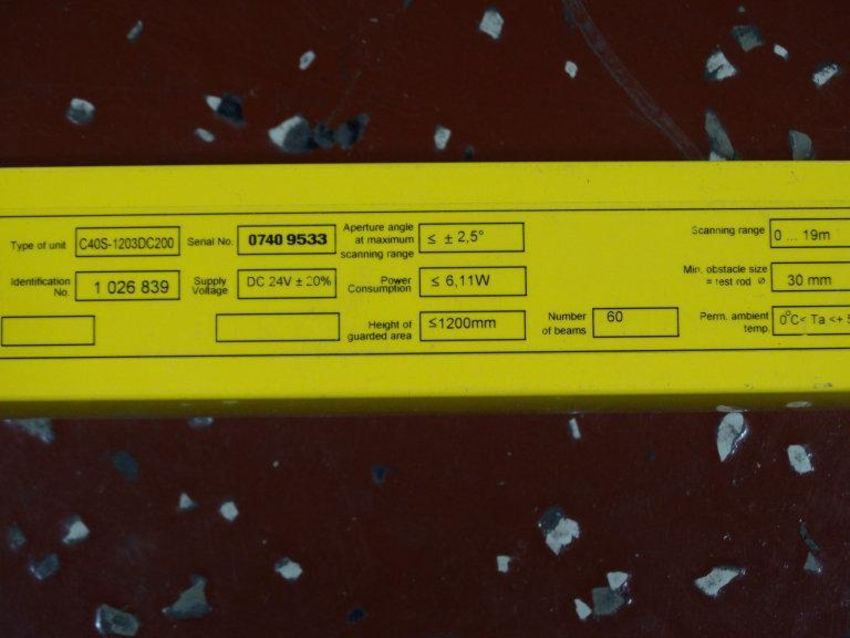 Type of unit C40S-1203DC200 Serial No. 0740 9533 Aperture angle at maximum scanning range ≤ ± 2,5° Scanning range 0 ... 19m
Identification No. 1 026 839 Supply Voltage DC 24V ± 20% Power Consumption ≤ 6,11W Min. obstacle size = test rod ⌀ 30 mm
Height of guarded area ≤1200mm Number of beams 60 Perm. ambient temp. 0°C< Ta <+